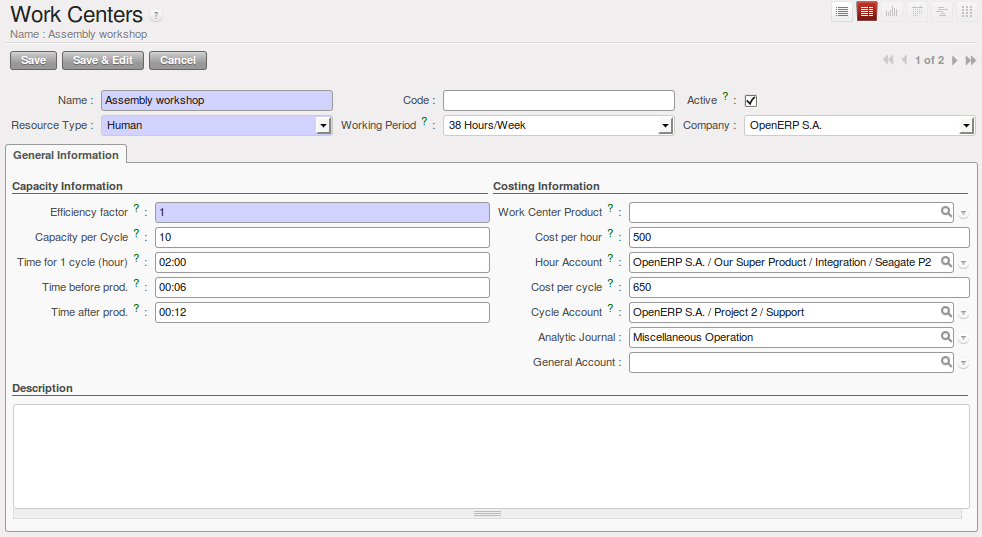 Work Centers ?
Name : Assembly workshop
Save Save & Edit Cancel 1 of 2
Name : Assembly workshop Code : Active ? :
Resource Type : Human Working Period ? : 38 Hours/Week Company : OpenERP S.A.
General Information
Capacity Information Costing Information
Efficiency factor ? : 1 Work Center Product ? :
Capacity per Cycle ? : 10 Cost per hour ? : 500
Time for 1 cycle (hour) ? : 02:00 Hour Account ? : OpenERP S.A. / Our Super Product / Integration / Seagate P2
Time before prod. ? : 00:06 Cost per cycle ? : 650
Time after prod. ? : 00:12 Cycle Account ? : OpenERP S.A. / Project 2 / Support
Analytic Journal : Miscellaneous Operation
General Account :
Description